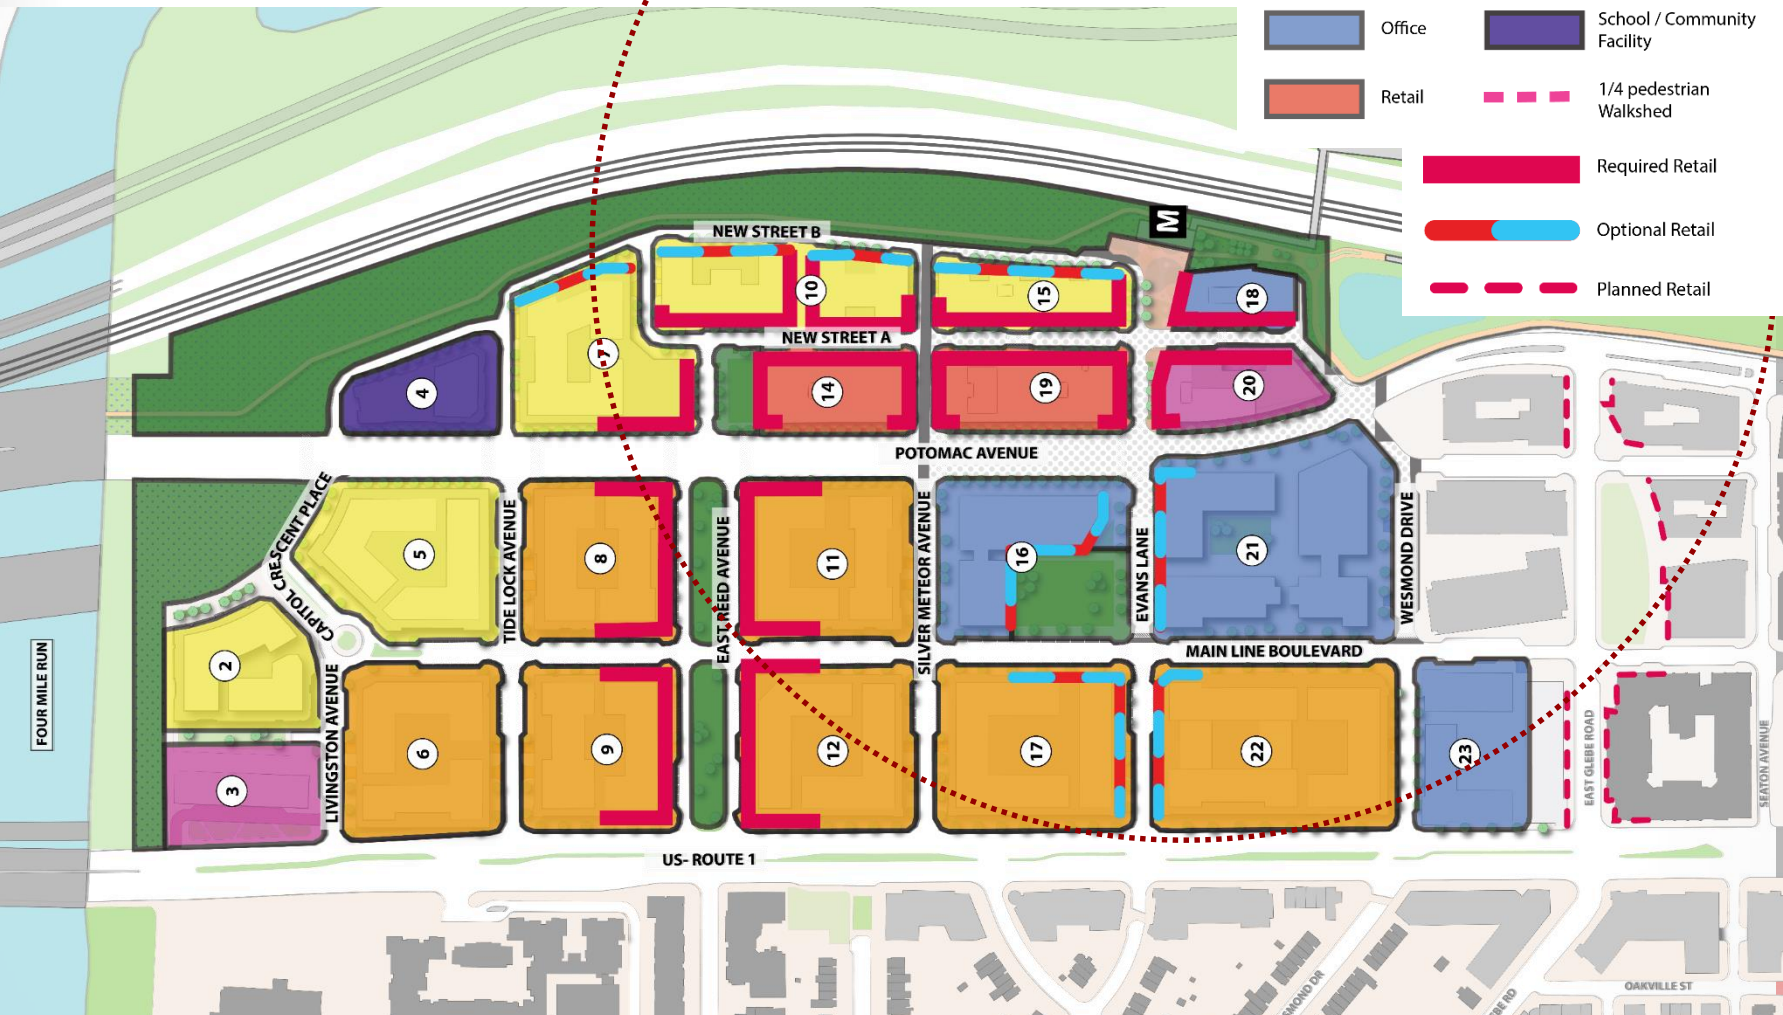 Office
School / Community
Facility
Retail
1/4 pedestrian
Walkshed
Required Retail
Optional Retail
Planned Retail
M
NEW STREET B
10
15
18
NEW STREET A
7
4
14
19
20
POTOMAC AVENUE
CAPITOL CRESCENT PLACE
5
TIDE LOCK AVENUE
8
EAST REED AVENUE
11
SILVER METEOR AVENUE
16
EVANS LANE
21
WESMOND DRIVE
MAIN LINE BOULEVARD
FOUR MILE RUN
2
3
LIVINGSTON AVENUE
6
9
12
17
22
23
EAST GLEBE ROAD
SEATON AVENUE
US- ROUTE 1
OAKVILLE ST